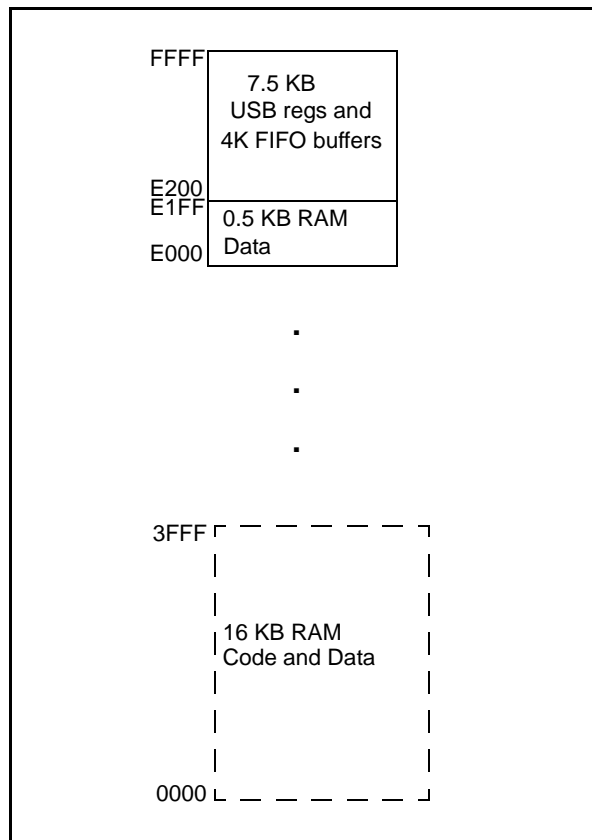 FFFF
7.5 KB
USB regs and
4K FIFO buffers
E200
E1FF
0.5 KB RAM
Data
E000
.
.
.
3FFF
16 KB RAM
Code and Data
0000